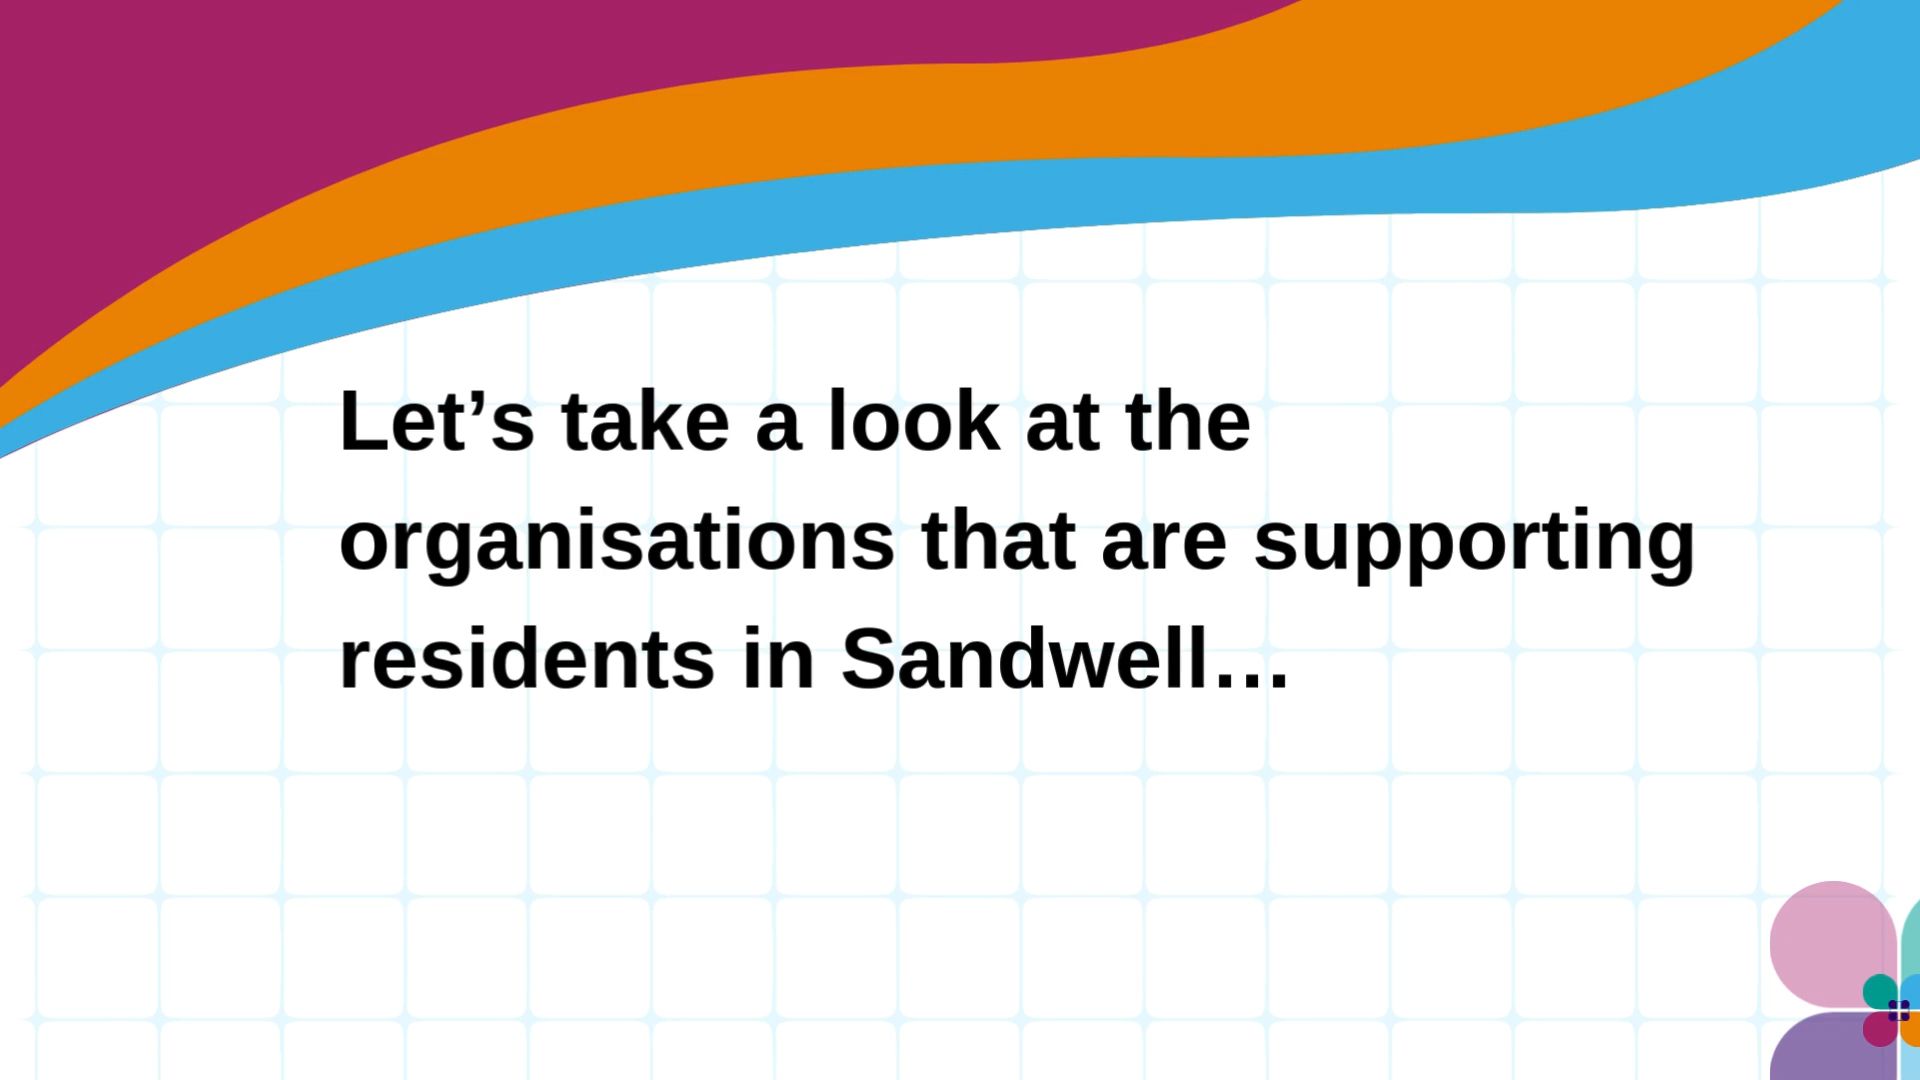 Let’s take a look at the
organisations that are supporting
residents in Sandwell…